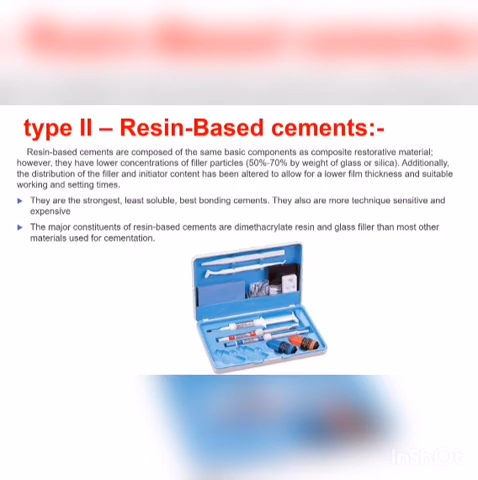 type II – Resin-Based cements:-
Resin-based cements are composed of the same basic components as composite restorative material;
however, they have lower concentrations of filler particles (50%-70% by weight of glass or silica). Additionally,
the distribution of the filler and initiator content has been altered to allow for a lower film thickness and suitable
working and setting times.
They are the strongest, least soluble, best bonding cements. They also are more technique sensitive and
expensive
The major constituents of resin-based cements are dimethacrylate resin and glass filler than most other
materials used for cementation.
InShOt